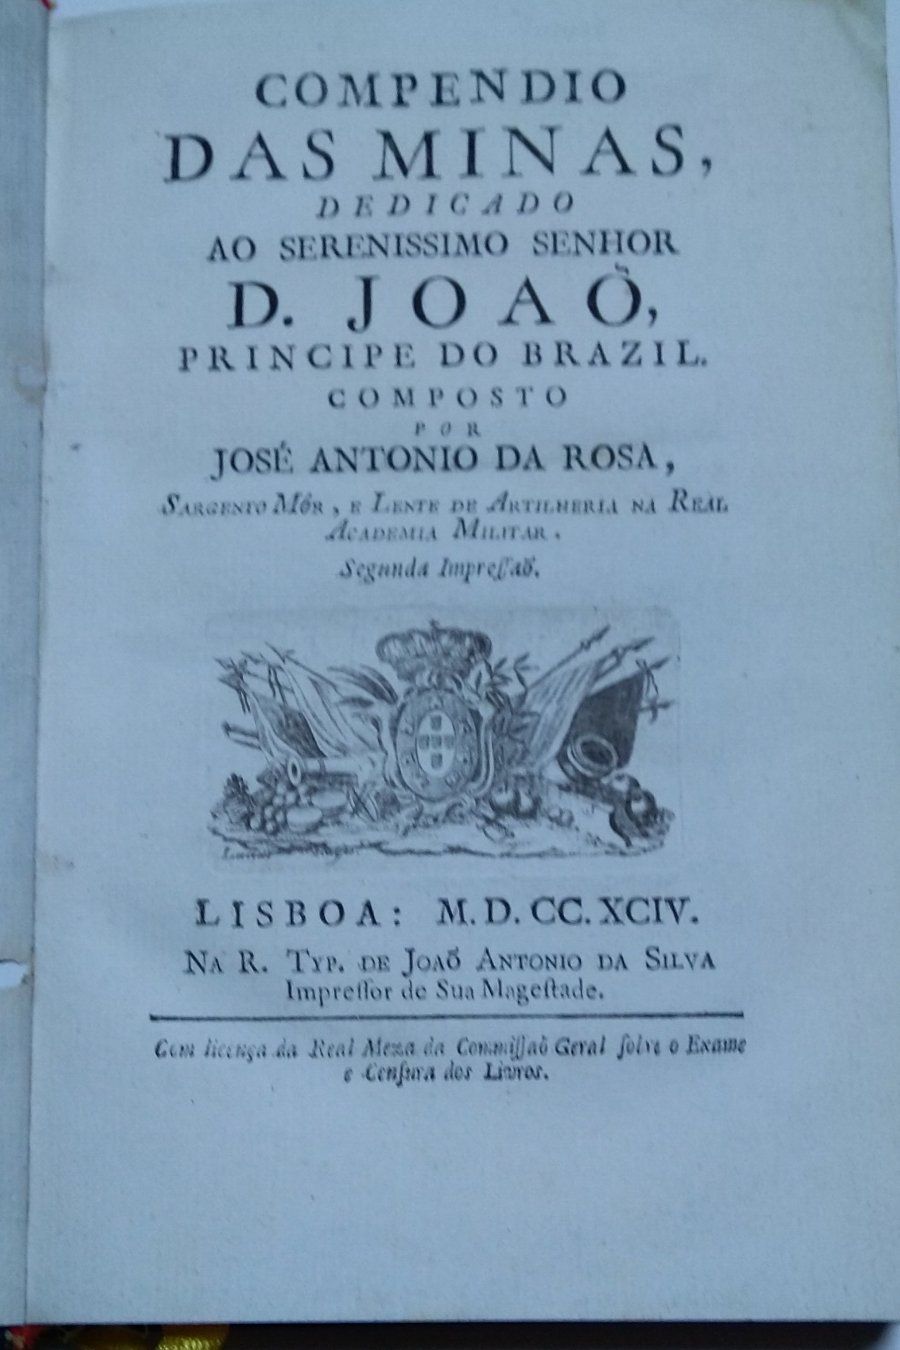 COMPENDIO
DAS MINAS,
DEDICADO
AO SERENISSIMO SENHOR
D. JOAÕ,
PRINCIPE DO BRAZIL.
COMPOSTO
POR
JOSÉ ANTONIO DA ROSA,
SARGENTO MÓR, E LENTE DE ARTILHERIA NA REAL
ACADEMIA MILITAR.
Segunda Impreſſaõ.
LISBOA: M. D. CC. XCIV.
NA R. TYP. DE JOAÕ ANTONIO DA SILVA
Impreſſor de Sua Mageſtade.
Com licença da Real Meza da Commiſſaõ Geral ſobre o Exame
e Cenſura dos Livros.